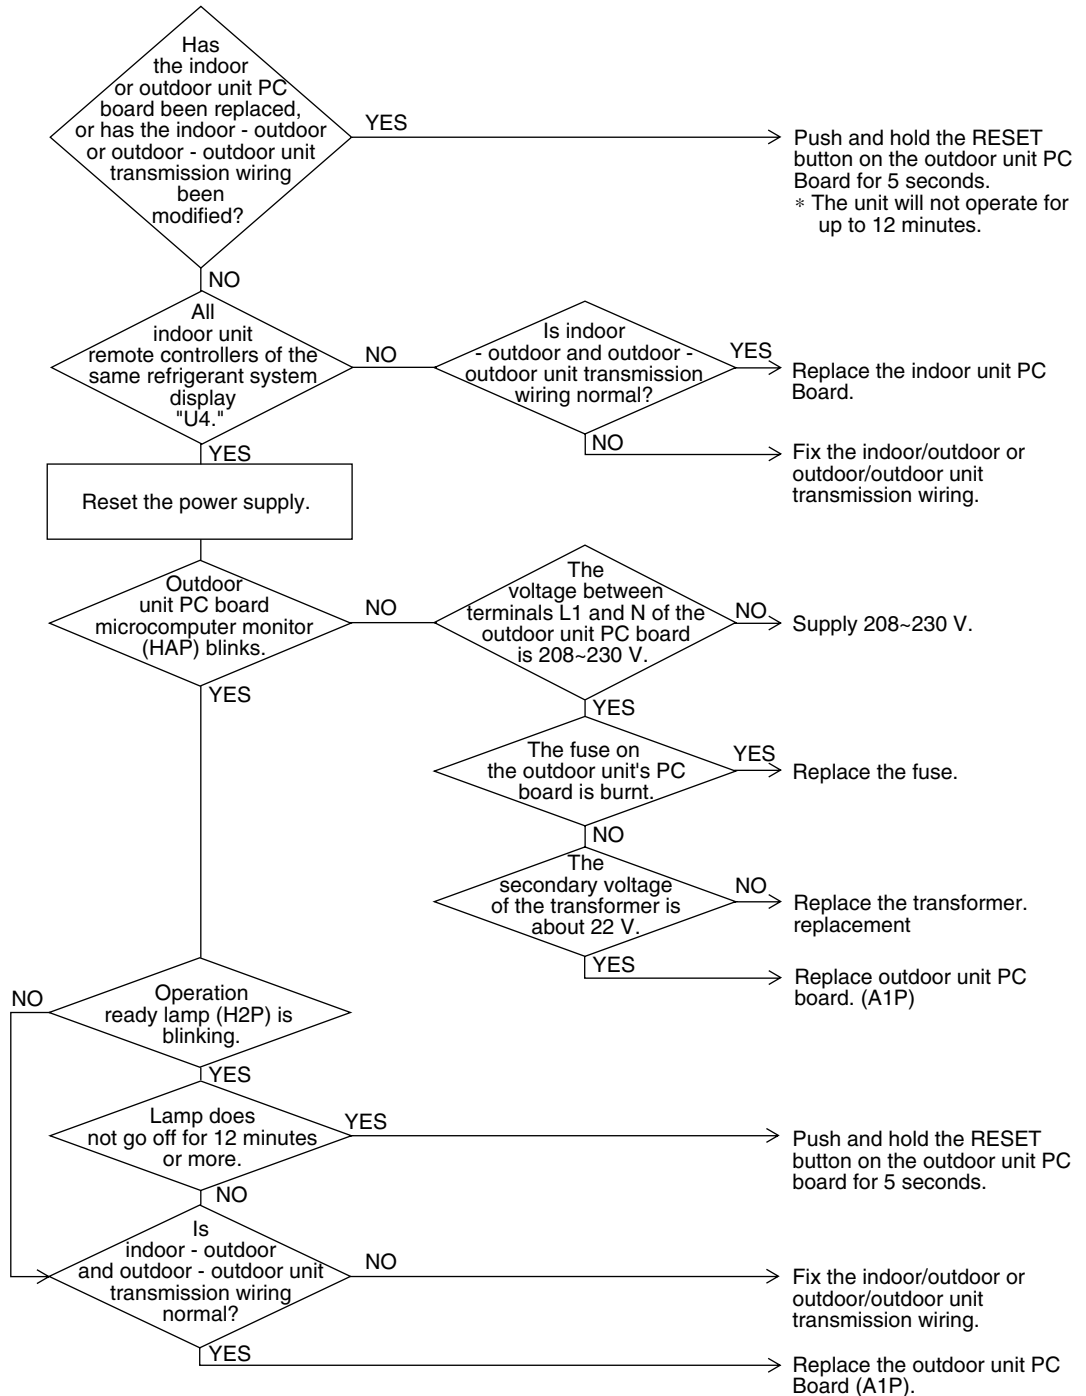 Has
the indoor
or outdoor unit PC
board been replaced,
or has the indoor - outdoor
or outdoor - outdoor unit
transmission wiring
been
modified?
YES
Push and hold the RESET
button on the outdoor unit PC
Board for 5 seconds.
* The unit will not operate for
up to 12 minutes.
NO
All
indoor unit
remote controllers of the
same refrigerant system
display
"U4."
NO
Is indoor
- outdoor and outdoor -
outdoor unit transmission
wiring normal?
YES
Replace the indoor unit PC
Board.
NO
Fix the indoor/outdoor or
outdoor/outdoor unit
transmission wiring.
YES
Reset the power supply.
Outdoor
unit PC board
microcomputer monitor
(HAP) blinks.
NO
The
voltage between
terminals L1 and N of the
outdoor unit PC board
is 208~230 V.
NO
Supply 208~230 V.
YES
YES
The fuse on
the outdoor unit's PC
board is burnt.
YES
Replace the fuse.
NO
The
secondary voltage
of the transformer is
about 22 V.
NO
Replace the transformer.
replacement
YES
Replace outdoor unit PC
board. (A1P)
NO
Operation
ready lamp (H2P) is
blinking.
YES
Lamp does
not go off for 12 minutes
or more.
YES
Push and hold the RESET
button on the outdoor unit PC
board for 5 seconds.
NO
Is
indoor - outdoor
and outdoor - outdoor unit
transmission wiring
normal?
NO
Fix the indoor/outdoor or
outdoor/outdoor unit
transmission wiring.
YES
Replace the outdoor unit PC
Board (A1P).